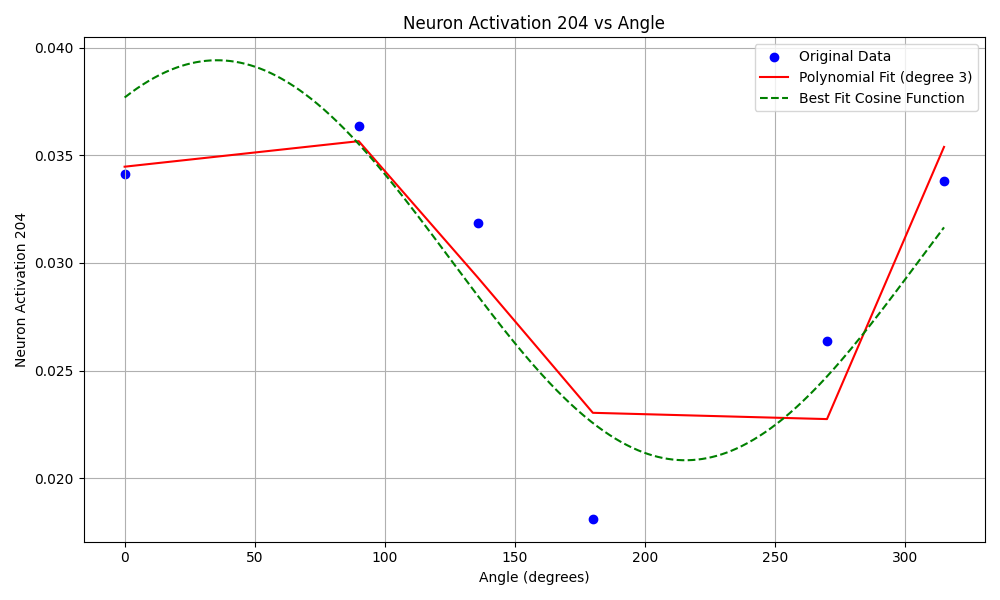 Neuron Activation 204 vs Angle
Original Data
Polynomial Fit (degree 3)
Best Fit Cosine Function
Neuron Activation 204
0.040
0.035
0.030
0.025
0.020
0
50
100
150
200
250
300
Angle (degrees)